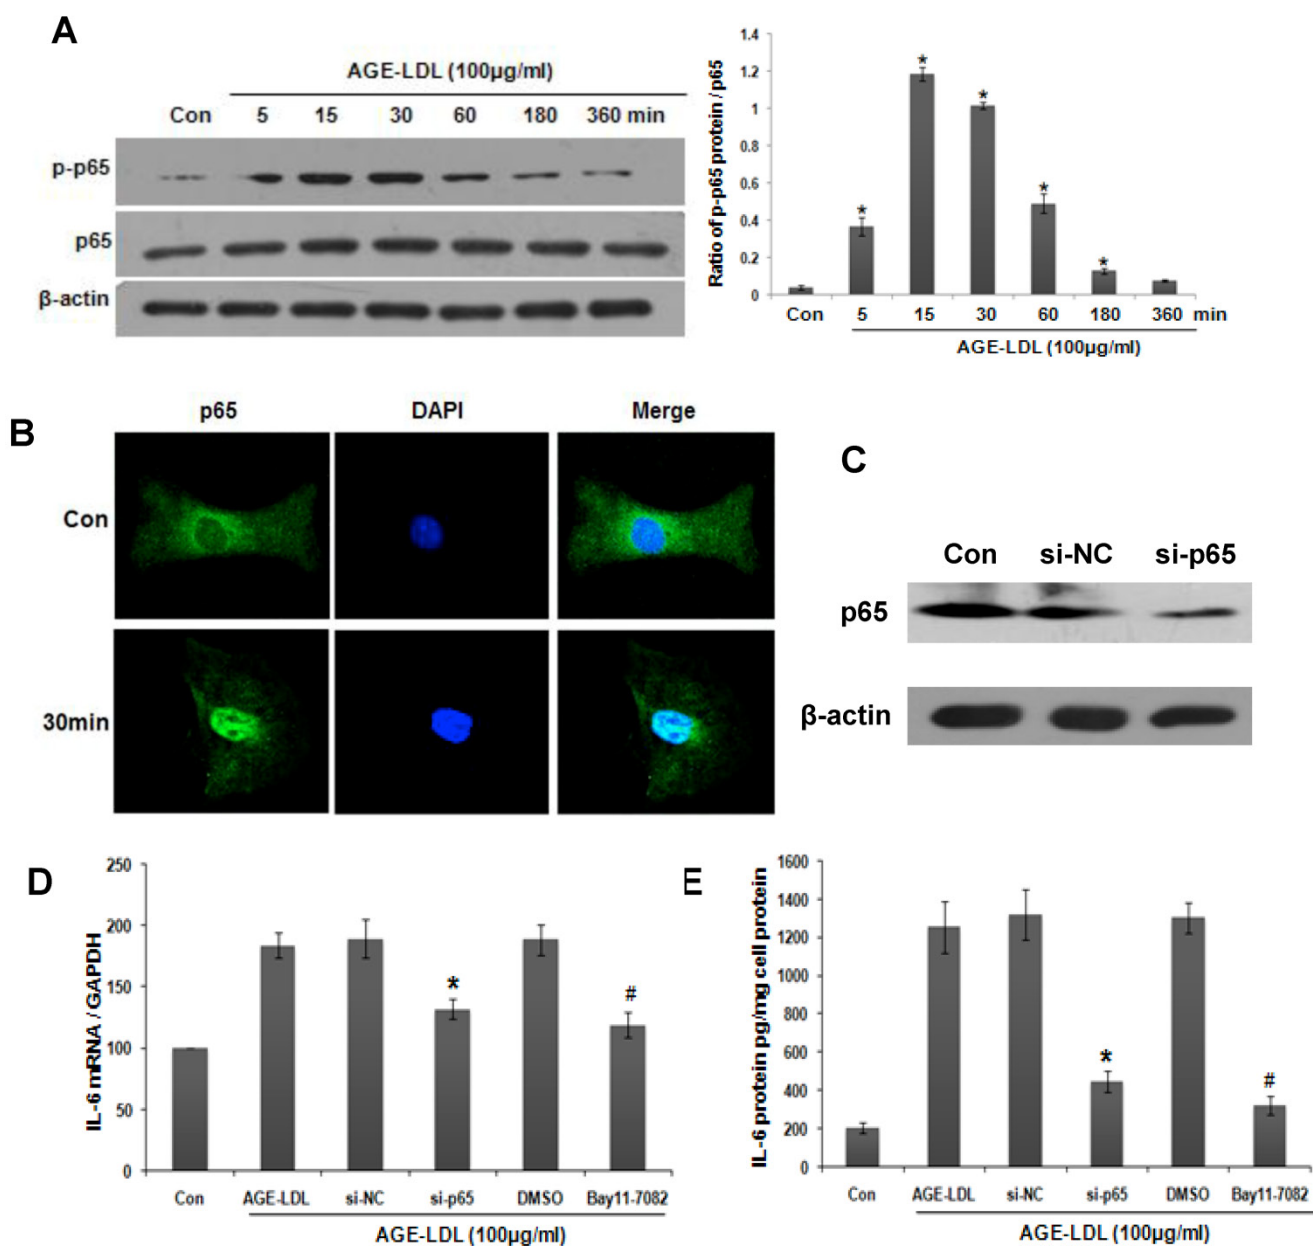 A
AGE-LDL (100µg/ml)
Con 5 15 30 60 180 360 min
p-p65
p65
β-actin
Ratio of p-p65 protein / p65
1.4
1.2
1
0.8
0.6
0.4
0.2
0
* * * * *
Con 5 15 30 60 180 360 min
AGE-LDL (100µg/ml)
B
p65 DAPI Merge
Con
30min
C
Con si-NC si-p65
p65
β-actin
D
IL-6 mRNA / GAPDH
250
200
150
100
50
0
* #
Con AGE-LDL si-NC si-p65 DMSO Bay11-7082
AGE-LDL (100µg/ml)
E
IL-6 protein pg/mg cell protein
1600
1400
1200
1000
800
600
400
200
0
* #
Con AGE-LDL si-NC si-p65 DMSO Bay11-7082
AGE-LDL (100µg/ml)